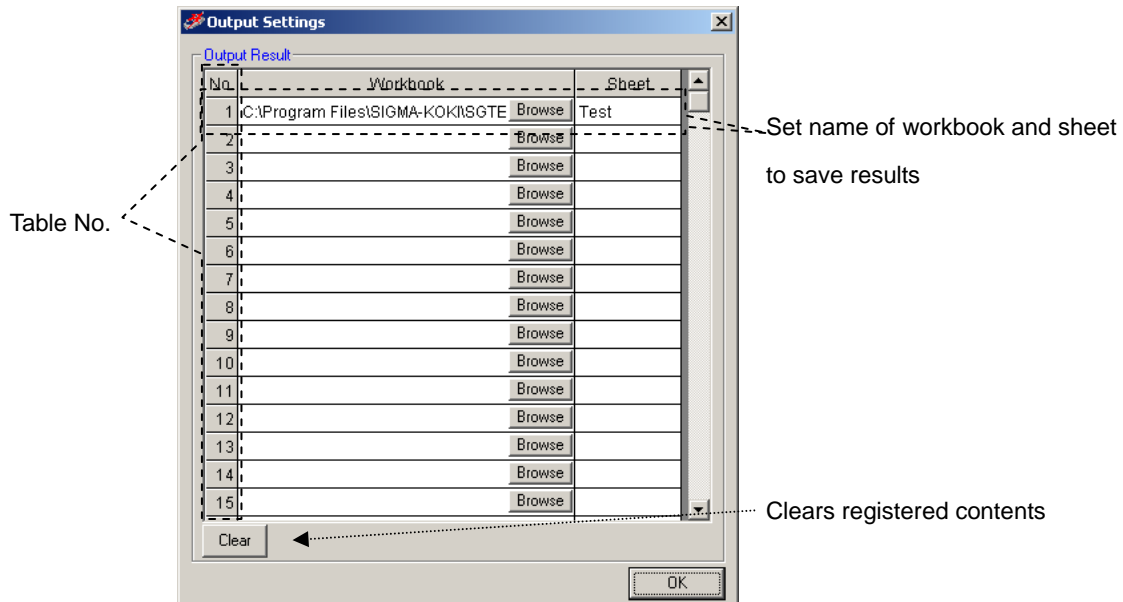 Output Settings
Output Result
No. Workbook Sheet
1 C:\Program Files\SIGMA-KOKI\SGTE Browse Test
2 Browse
3 Browse
4 Browse
5 Browse
6 Browse
7 Browse
8 Browse
9 Browse
10 Browse
11 Browse
12 Browse
13 Browse
14 Browse
15 Browse
Clear
OK
Table No.
Set name of workbook and sheet
to save results
Clears registered contents